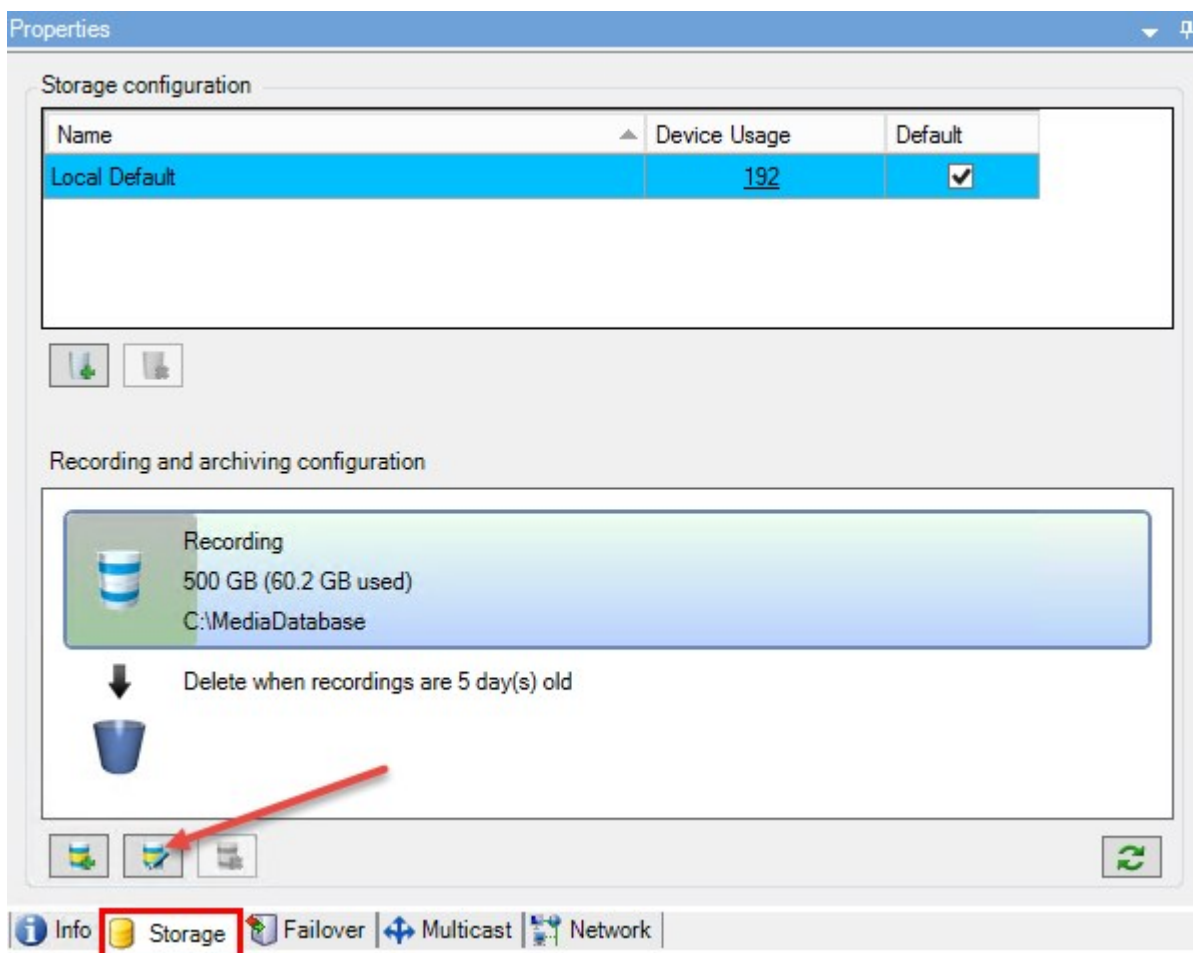 Properties
Storage configuration
Name Device Usage Default
Local Default 192
Recording and archiving configuration
Recording
500 GB (60.2 GB used)
C:\MediaDatabase
Delete when recordings are 5 day(s) old
Info Storage Failover Multicast Network